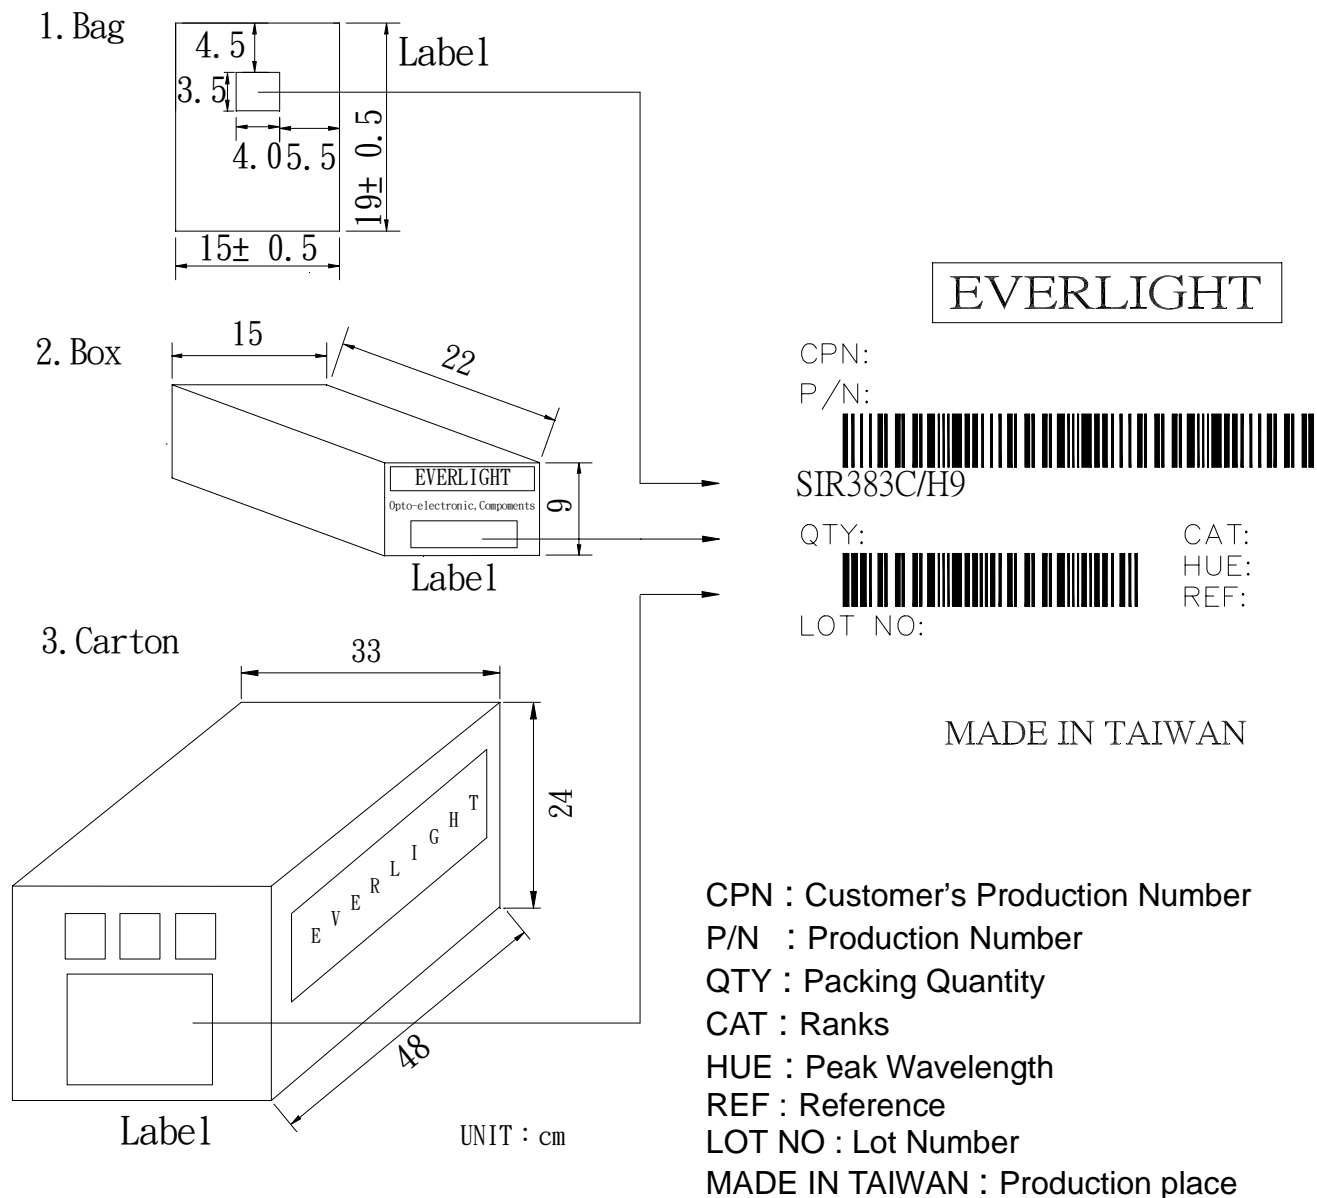 1. Bag
4.5
Label
3.5
4.0 5.5
19± 0.5
15± 0.5
2. Box
15
22
EVERLIGHT
Opto-electronic, Compoments
9
Label
3. Carton
33
24
EVERLIGHT
48
Label
UNIT：cm
EVERLIGHT
CPN:
P/N:
SIR383C/H9
QTY:
CAT:
HUE:
REF:
LOT NO:
MADE IN TAIWAN
CPN：Customer's Production Number
P/N ：Production Number
QTY：Packing Quantity
CAT：Ranks
HUE：Peak Wavelength
REF : Reference
LOT NO : Lot Number
MADE IN TAIWAN：Production place